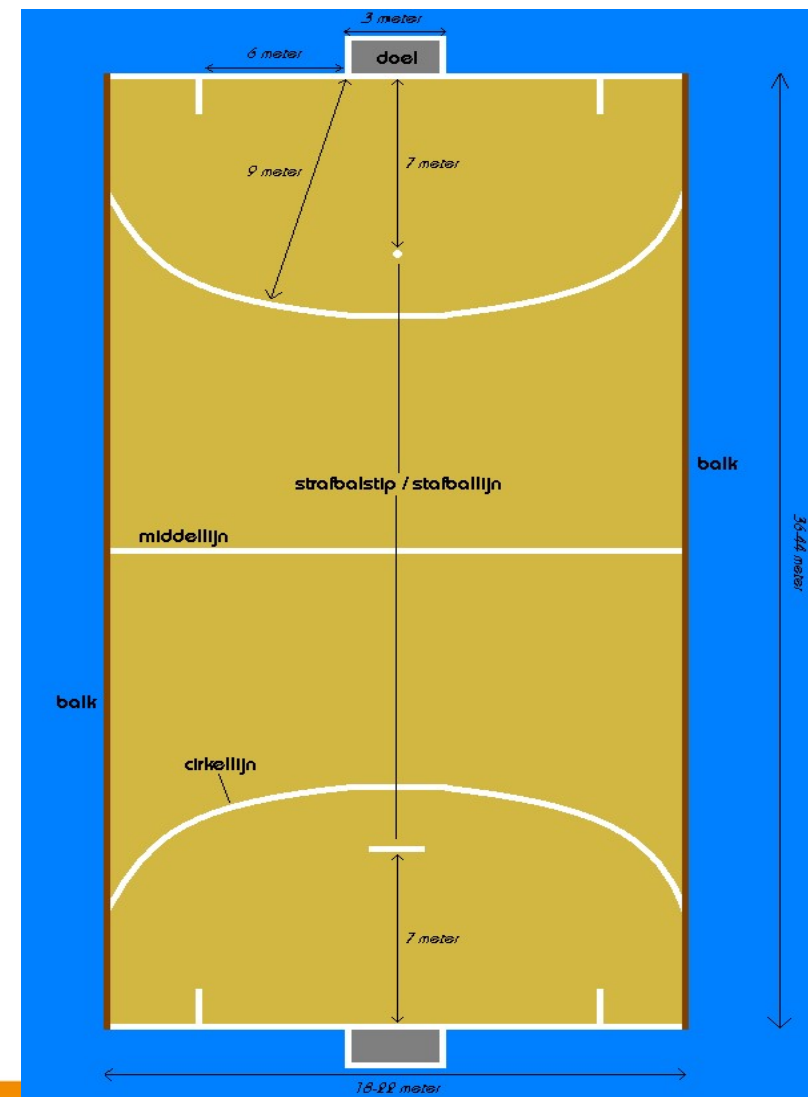 3 meter
6 meter
doel
9 meter
7 meter
balk
strafbalstip / stafballijn
36-44 meter
middellijn
balk
cirkellijn
7 meter
18-22 meter